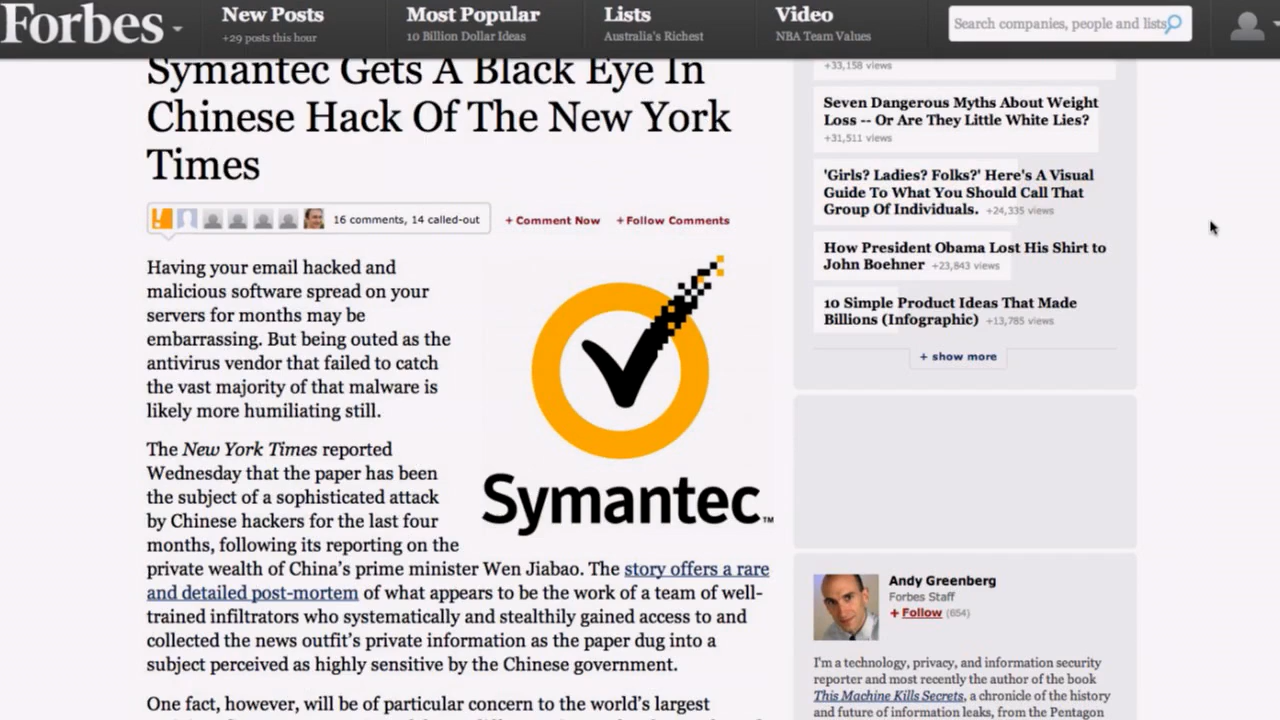 Forbes
New Posts
+29 posts this hour
Most Popular
10 Billion Dollar Ideas
Lists
Australia's Richest
Video
NBA Team Values
Search companies, people and lists
Symantec Gets A Black Eye In
Chinese Hack Of The New York
Times
16 comments, 14 called-out
+ Comment Now
+ Follow Comments
Having your email hacked and
malicious software spread on your
servers for months may be
embarrassing. But being outed as the
antivirus vendor that failed to catch
the vast majority of that malware is
likely more humiliating still.
Symantec™
The New York Times reported
Wednesday that the paper has been
the subject of a sophisticated attack
by Chinese hackers for the last four
months, following its reporting on the
private wealth of China's prime minister Wen Jiabao. The story offers a rare
and detailed post-mortem of what appears to be the work of a team of well-
trained infiltrators who systematically and stealthily gained access to and
collected the news outfit's private information as the paper dug into a
subject perceived as highly sensitive by the Chinese government.
One fact, however, will be of particular concern to the world's largest
+33,158 views
Seven Dangerous Myths About Weight
Loss -- Or Are They Little White Lies?
+31,511 views
'Girls? Ladies? Folks?' Here's A Visual
Guide To What You Should Call That
Group Of Individuals. +24,335 views
How President Obama Lost His Shirt to
John Boehner +23,843 views
10 Simple Product Ideas That Made
Billions (Infographic) +13,785 views
+ show more
Andy Greenberg
Forbes Staff
+ Follow (654)
I'm a technology, privacy, and information security
reporter and most recently the author of the book
This Machine Kills Secrets, a chronicle of the history
and future of information leaks, from the Pentagon